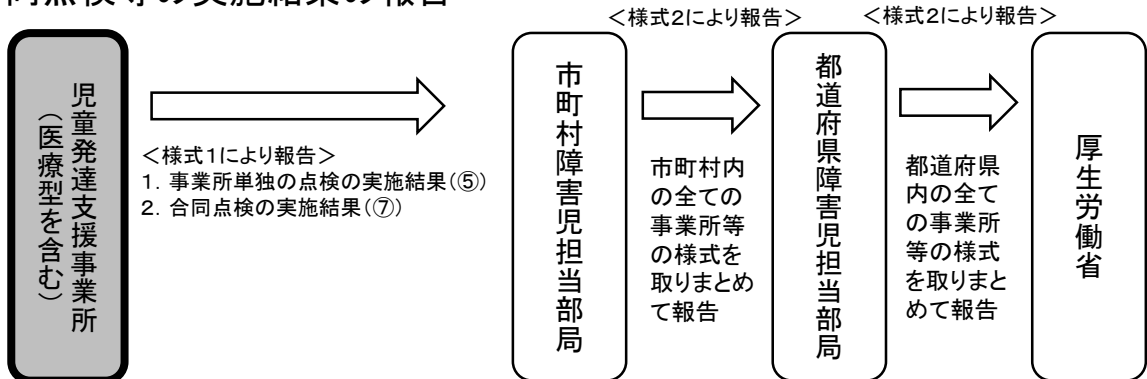 同点検等の実施結果の報告
＜様式2により報告＞
＜様式2により報告＞
児童発達支援事業所
（医療型を含む）
＜様式1により報告＞
1. 事業所単独の点検の実施結果(⑤)
2. 合同点検の実施結果(⑦)
市町村障害児担当部局
市町村内
の全ての
事業所等
の様式を
取りまとめ
て報告
都道府県障害児担当部局
都道府県
内の全て
の事業所
等の様式
を取りまと
めて報告
厚生労働省